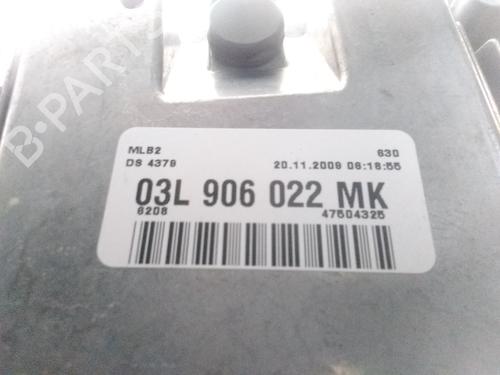 B-PARTS
MLB2 630
DS 4379 20.11.2009 06:18:55
03L 906 022 MK
6208 47504325